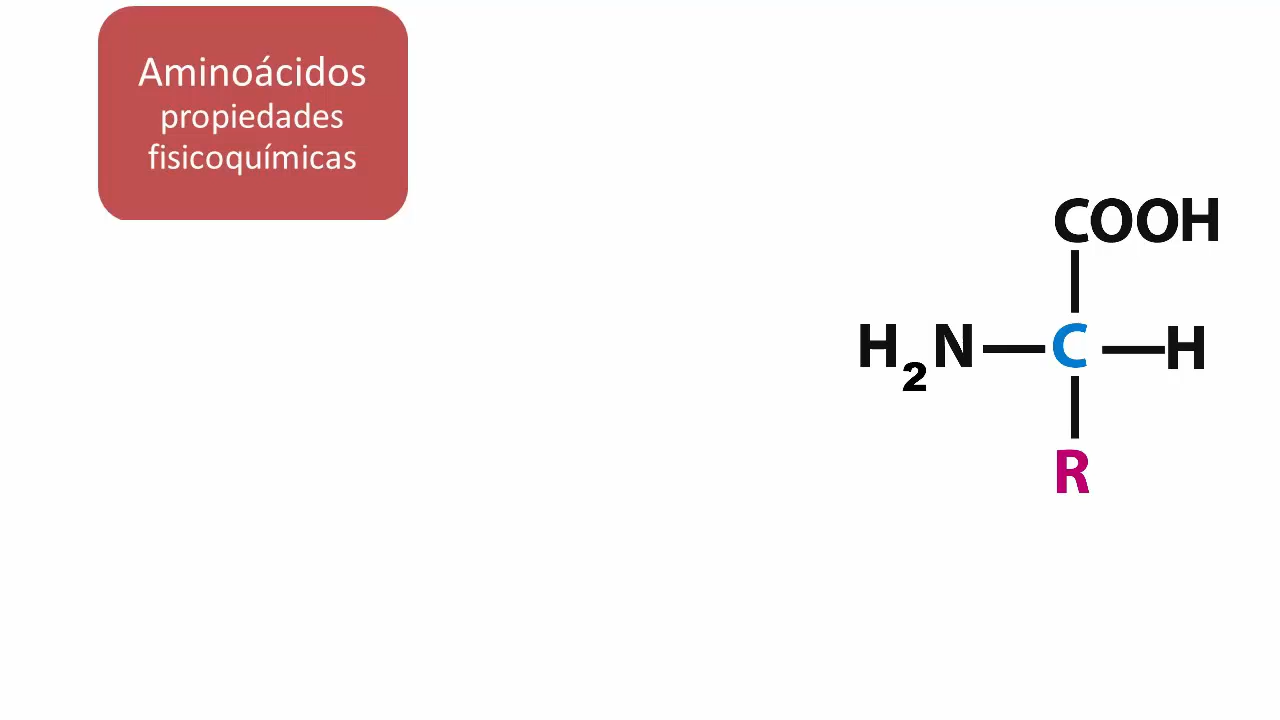 Aminoácidos
propiedades
fisicoquímicas
COOH
H₂N C H
R